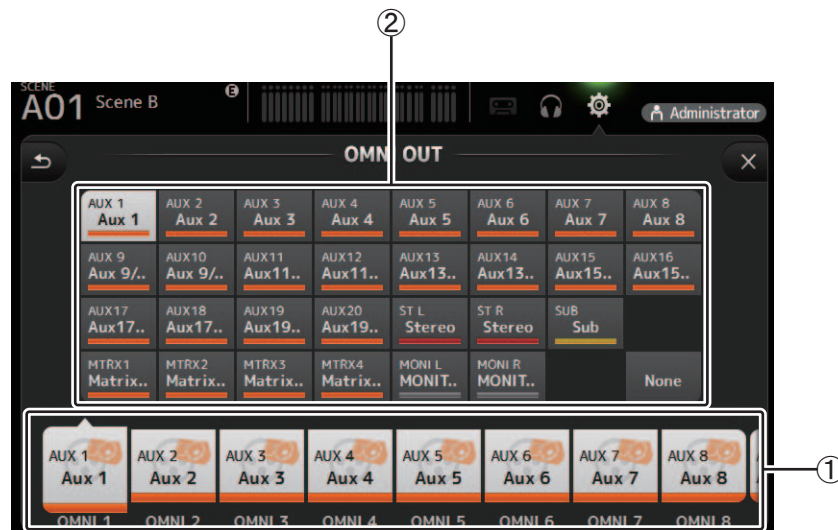 ②
SCENE
A01 Scene B E Administrator
OMNI OUT
AUX 1 AUX 2 AUX 3 AUX 4 AUX 5 AUX 6 AUX 7 AUX 8
Aux 1 Aux 2 Aux 3 Aux 4 Aux 5 Aux 6 Aux 7 Aux 8
AUX 9 AUX10 AUX11 AUX12 AUX13 AUX14 AUX15 AUX16
Aux 9/.. Aux 9/.. Aux11.. Aux11.. Aux13.. Aux13.. Aux15.. Aux15..
AUX17 AUX18 AUX19 AUX20 ST L ST R SUB
Aux17.. Aux17.. Aux19.. Aux19.. Stereo Stereo Sub
MTRX1 MTRX2 MTRX3 MTRX4 MONI L MONI R
Matrix.. Matrix.. Matrix.. Matrix.. MONIT.. MONIT.. None
AUX 1 AUX 2 AUX 3 AUX 4 AUX 5 AUX 6 AUX 7 AUX 8
Aux 1 Aux 2 Aux 3 Aux 4 Aux 5 Aux 6 Aux 7 Aux 8
①
OMNI 1 OMNI 2 OMNI 3 OMNI 4 OMNI 5 OMNI 6 OMNI 7 OMNI 8